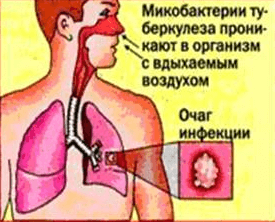 Микобактерии ту-
беркулеза прони-
кают в организм
с вдыхаемым
воздухом
Очаг
инфекции